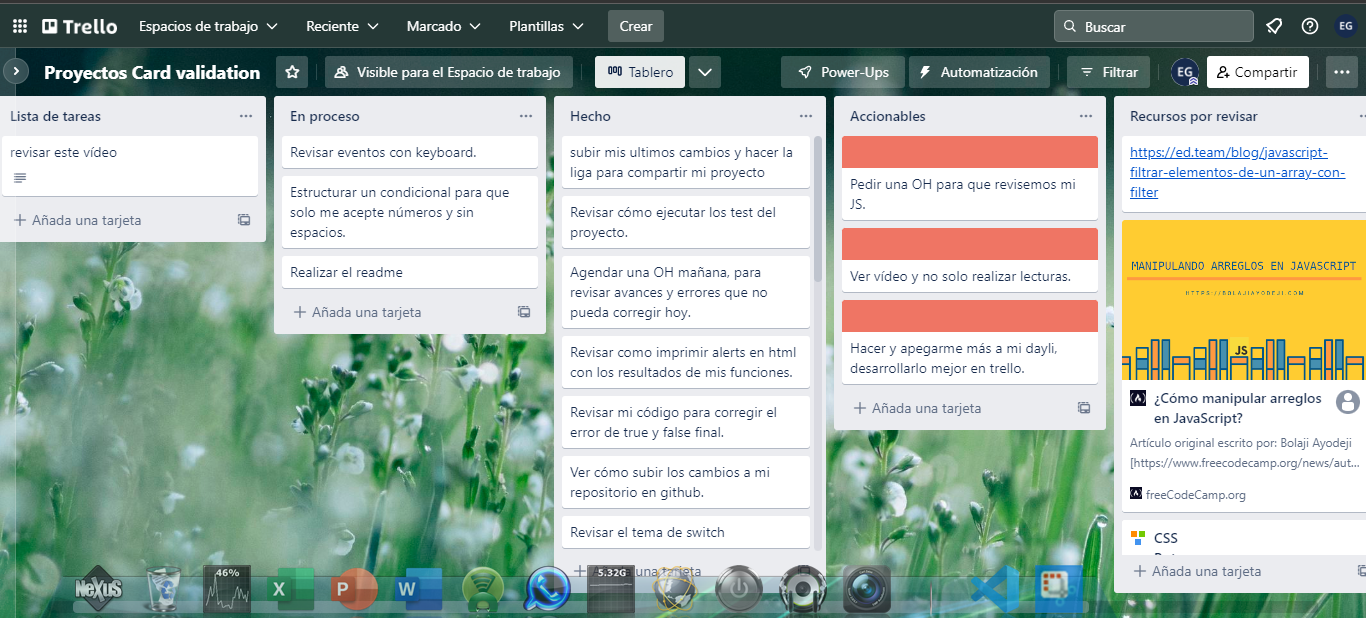 Trello
Espacios de trabajo
Reciente
Marcado
Plantillas
Crear
Buscar
EG
Proyectos Card validation
Visible para el Espacio de trabajo
Tablero
Power-Ups
Automatización
Filtrar
EG
Compartir
Lista de tareas
revisar este vídeo
Añada una tarjeta
En proceso
Revisar eventos con keyboard.
Estructurar un condicional para que
solo me acepte números y sin
espacios.
Realizar el readme
Añada una tarjeta
Hecho
subir mis ultimos cambios y hacer la
liga para compartir mi proyecto
Revisar cómo ejecutar los test del
proyecto.
Agendar una OH mañana, para
revisar avances y errores que no
pueda corregir hoy.
Revisar como imprimir alerts en html
con los resultados de mis funciones.
Revisar mi código para corregir el
error de true y false final.
Ver cómo subir los cambios a mi
repositorio en github.
Revisar el tema de switch
una tarjeta
Accionables
Pedir una OH para que revisemos mi
JS.
Ver vídeo y no solo realizar lecturas.
Hacer y apegarme más a mi dayli,
desarrollarlo mejor en trello.
Añada una tarjeta
Recursos por revisar
https://ed.team/blog/javascript-
filtrar-elementos-de-un-array-con-
filter
MANIPULANDO ARREGLOS EN JAVASCRIPT
HTTPS://BOLAJIAYODEJI.COM
JS
¿Cómo manipular arreglos
en JavaScript?
Artículo original escrito por: Bolaji Ayodeji
[https://www.freecodecamp.org/news/aut...
freeCodeCamp.org
CSS
Añada una tarjeta
NeXuS
46%
X
P
W
5.32G